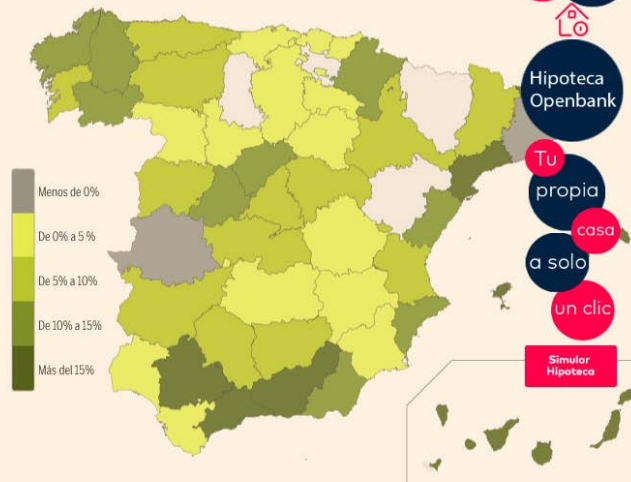 Hipoteca
Openbank
Tu
propia
casa
a solo
un clic
Simular
Hipoteca
Menos de 0%
De 0% a 5 %
De 5% a 10%
De 10% a 15%
Más del 15%